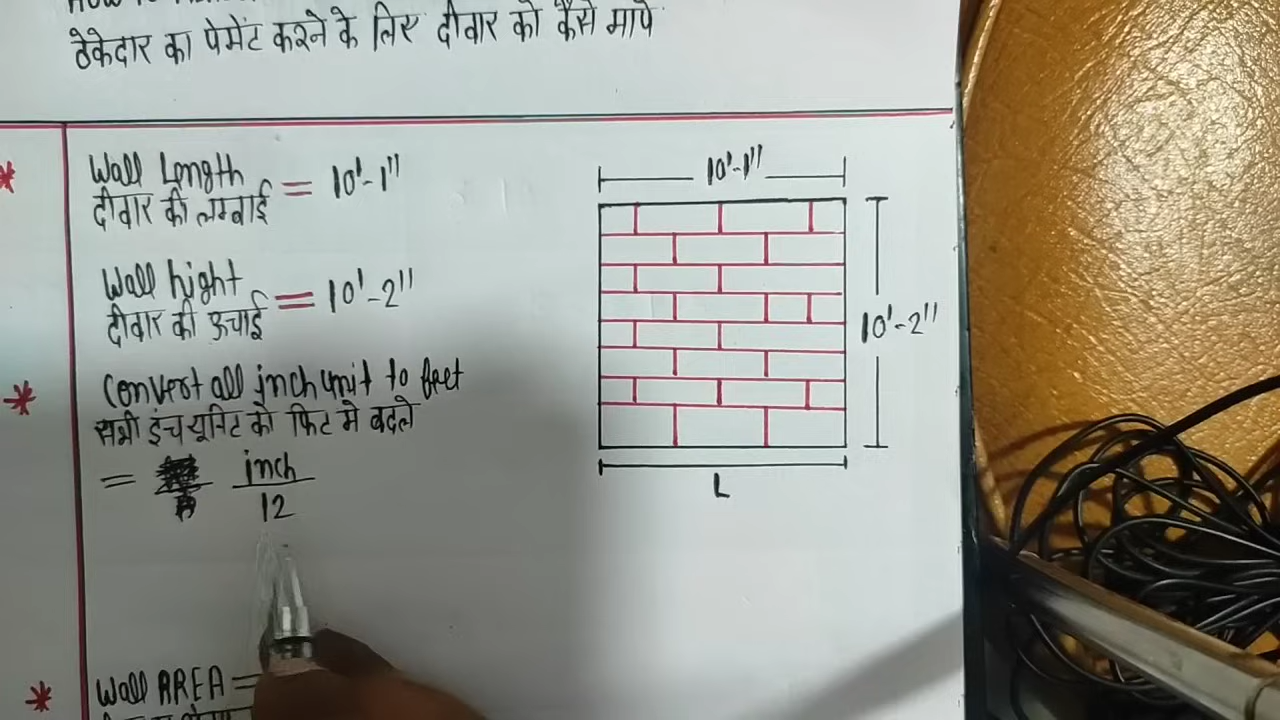 ठेकेदार का पेमेंट करने के लिए दीवार को कैसे मापे
* Wall Length
दीवार की लम्बाई = 10'-1"
Wall hight
दीवार की ऊचाई = 10'-2"
* Convert all inch unit to feet
सभी इंच यूनिट को फिट मे बदले
= inch
12
* Wall AREA =
10'-1"
10'-2"
L